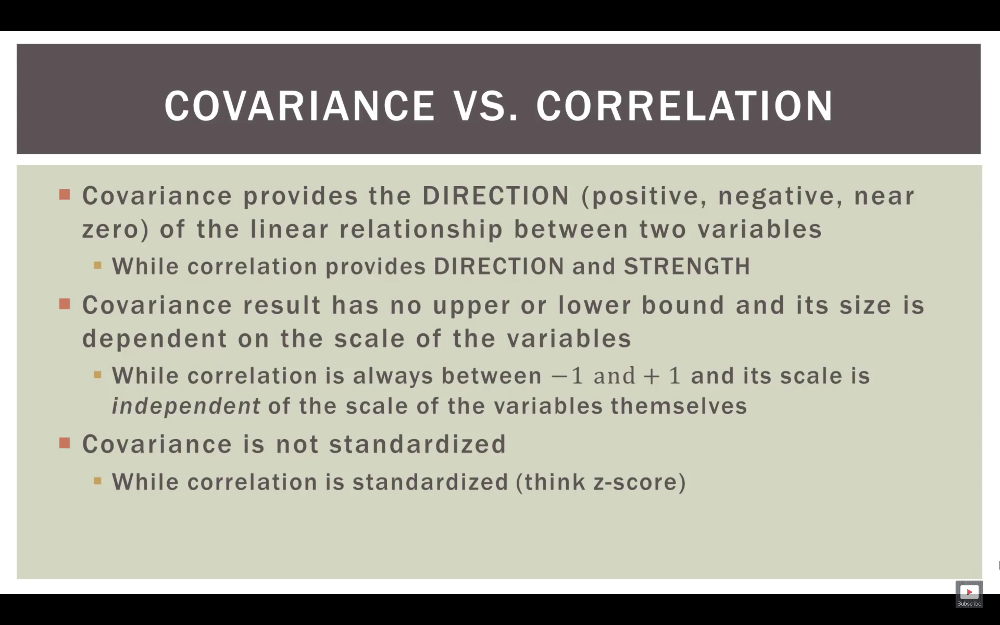 COVARIANCE VS. CORRELATION
Covariance provides the DIRECTION (positive, negative, near
zero) of the linear relationship between two variables
While correlation provides DIRECTION and STRENGTH
Covariance result has no upper or lower bound and its size is
dependent on the scale of the variables
While correlation is always between −1 and + 1 and its scale is
independent of the scale of the variables themselves
Covariance is not standardized
While correlation is standardized (think z-score)
Subscribe